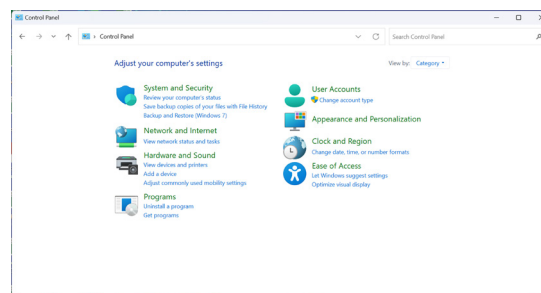 Control Panel
Control Panel
Search Control Panel
Adjust your computer's settings
View by: Category
System and Security
Review your computer's status
Save backup copies of your files with File History
Backup and Restore (Windows 7)
Network and Internet
View network status and tasks
Hardware and Sound
View devices and printers
Add a device
Adjust commonly used mobility settings
Programs
Uninstall a program
Get programs
User Accounts
Change account type
Appearance and Personalization
Clock and Region
Change date, time, or number formats
Ease of Access
Let Windows suggest settings
Optimize visual display